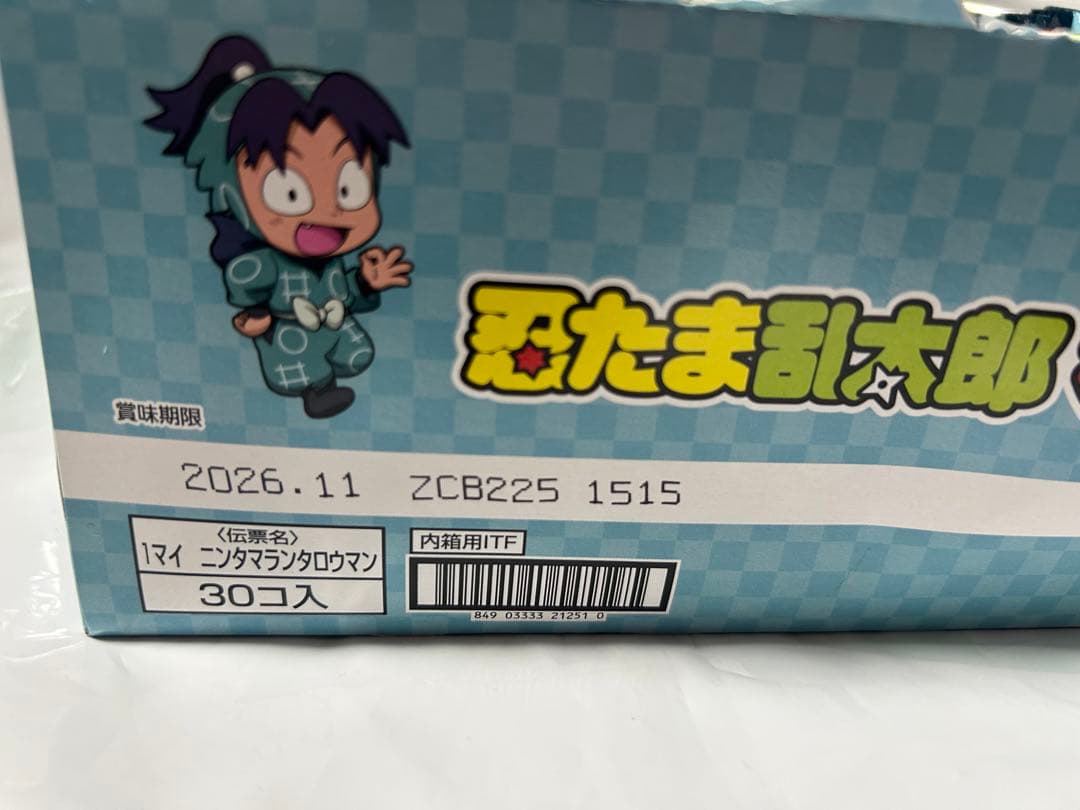 忍たま乱太郎
賞味期限
2026.11 ZCB225 1515
〈伝票名〉
1マイ ニンタマランタロウマン
30コ入
内箱用ITF
849 03333 21251 0